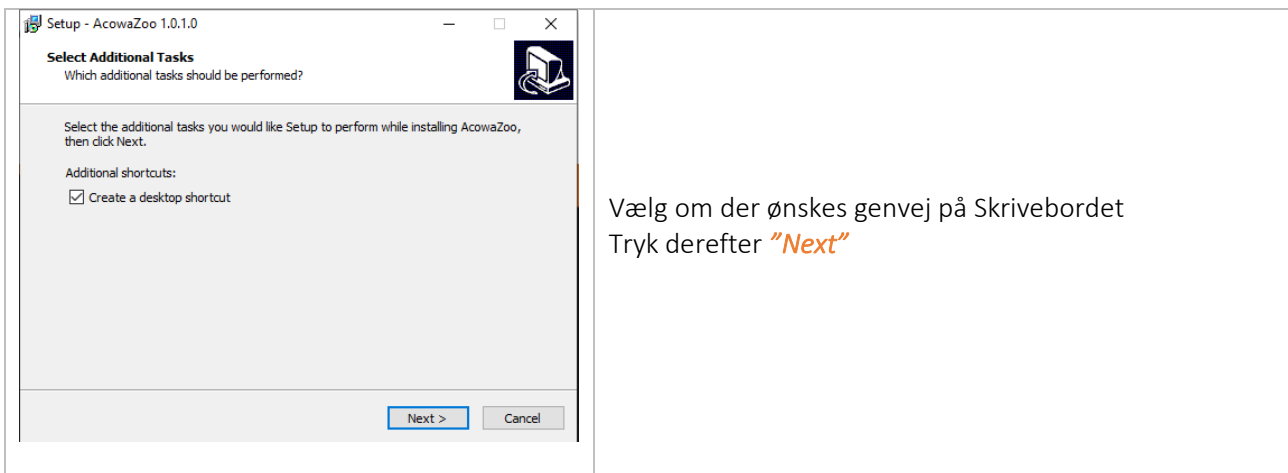 Setup - AcowaZoo 1.0.1.0
Select Additional Tasks
Which additional tasks should be performed?
Select the additional tasks you would like Setup to perform while installing AcowaZoo,
then click Next.
Additional shortcuts:
Create a desktop shortcut
Next >
Cancel
Vælg om der ønskes genvej på Skrivebordet
Tryk derefter ”Next”